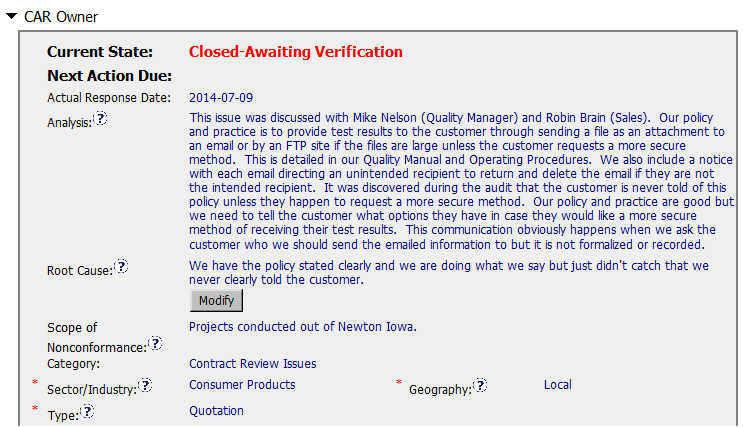 CAR Owner
Current State: Closed-Awaiting Verification
Next Action Due:
Actual Response Date: 2014-07-09
Analysis:? This issue was discussed with Mike Nelson (Quality Manager) and Robin Brain (Sales).  Our policy
and practice is to provide test results to the customer through sending a file as an attachment to
an email or by an FTP site if the files are large unless the customer requests a more secure
method.  This is detailed in our Quality Manual and Operating Procedures.  We also include a notice
with each email directing an unintended recipient to return and delete the email if they are not
the intended recipient.  It was discovered during the audit that the customer is never told of this
policy unless they happen to request a more secure method.  Our policy and practice are good but
we need to tell the customer what options they have in case they would like a more secure
method of receiving their test results.  This communication obviously happens when we ask the
customer who we should send the emailed information to but it is not formalized or recorded.
Root Cause:? We have the policy stated clearly and we are doing what we say but just didn't catch that we
never clearly told the customer.
Modify
Scope of Projects conducted out of Newton Iowa.
Nonconformance:?
Category: Contract Review Issues
* Sector/Industry:? Consumer Products * Geography:? Local
* Type:? Quotation